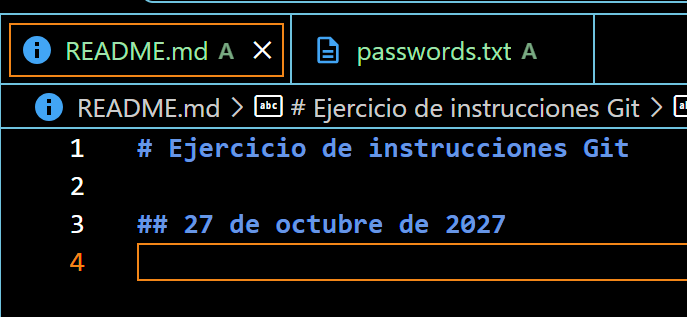 README.md A
passwords.txt A
README.md > # Ejercicio de instrucciones Git >
1 # Ejercicio de instrucciones Git
2
3 ## 27 de octubre de 2027
4